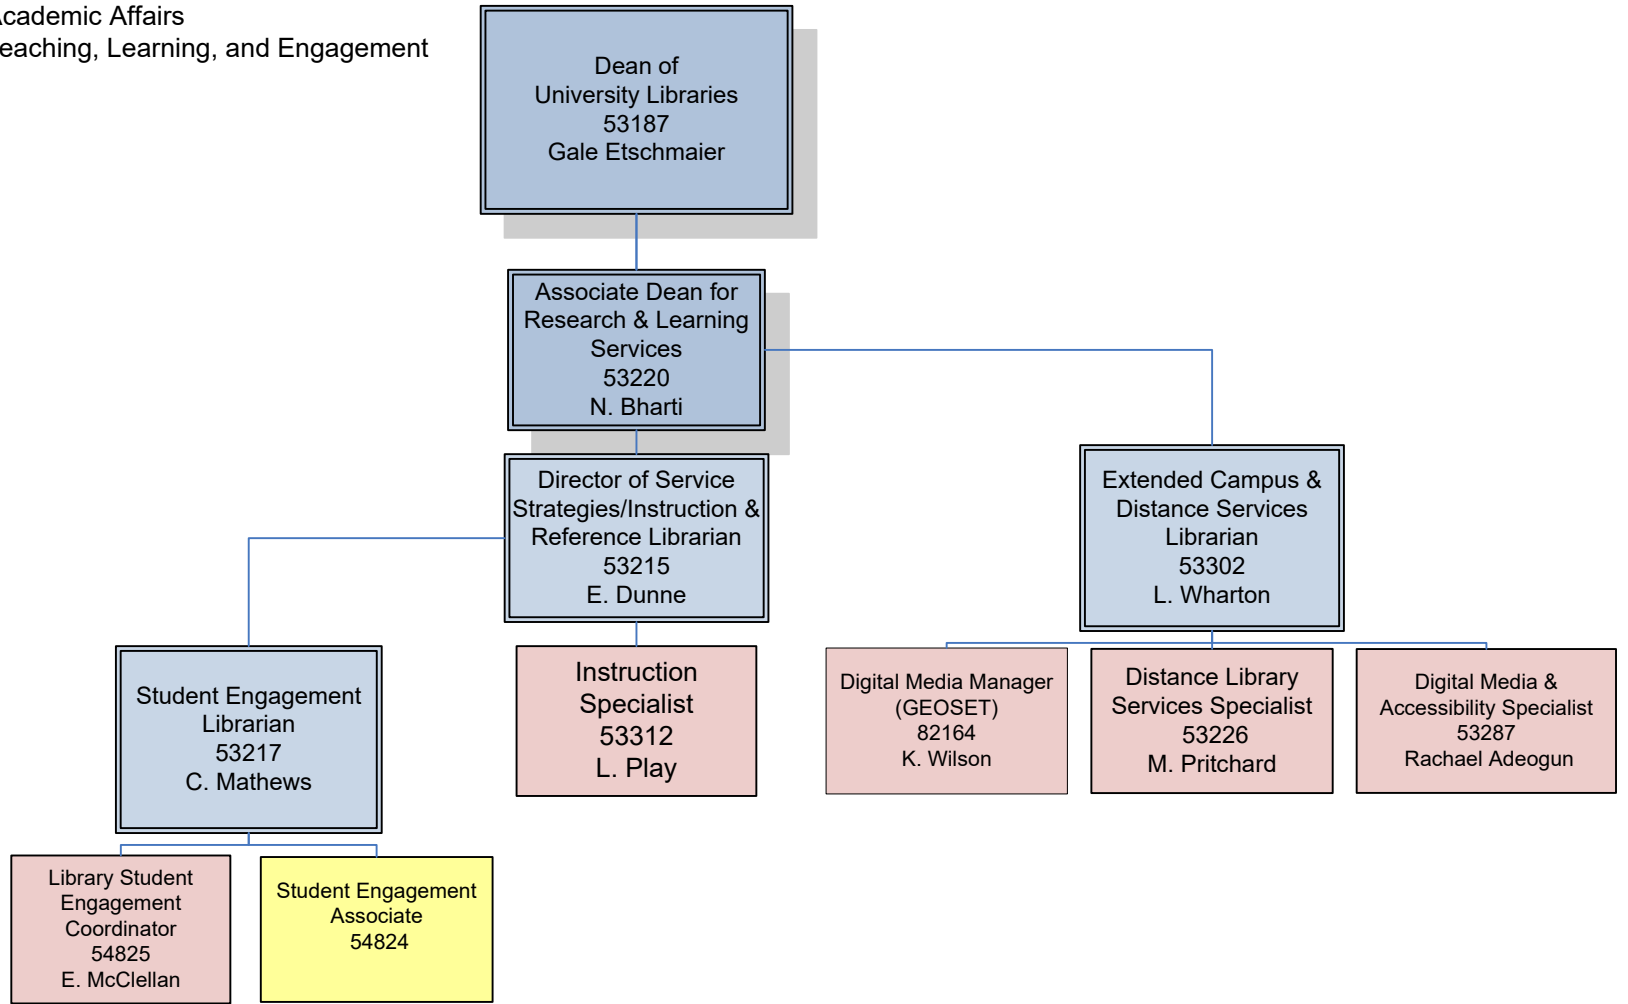 Academic Affairs
Teaching, Learning, and Engagement
Dean of
University Libraries
53187
Gale Etschmaier
Associate Dean for
Research & Learning
Services
53220
N. Bharti
Director of Service
Strategies/Instruction &
Reference Librarian
53215
E. Dunne
Extended Campus &
Distance Services
Librarian
53302
L. Wharton
Student Engagement
Librarian
53217
C. Mathews
Instruction
Specialist
53312
L. Play
Digital Media Manager
(GEOSET)
82164
K. Wilson
Distance Library
Services Specialist
53226
M. Pritchard
Digital Media &
Accessibility Specialist
53287
Rachael Adeogun
Library Student
Engagement
Coordinator
54825
E. McClellan
Student Engagement
Associate
54824